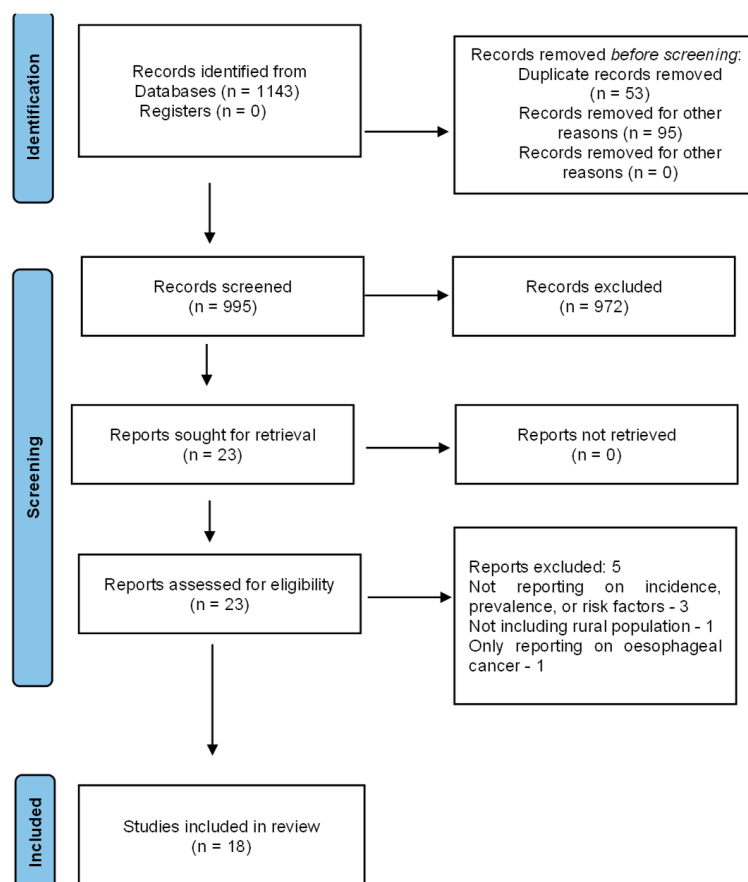 Identification
Records identified from
Databases (n = 1143)
Registers (n = 0)
Records removed before screening:
Duplicate records removed
(n = 53)
Records removed for other
reasons (n = 95)
Records removed for other
reasons (n = 0)
Screening
Records screened
(n = 995)
Records excluded
(n = 972)
Reports sought for retrieval
(n = 23)
Reports not retrieved
(n = 0)
Reports assessed for eligibility
(n = 23)
Reports excluded: 5
Not reporting on incidence,
prevalence, or risk factors - 3
Not including rural population - 1
Only reporting on oesophageal
cancer - 1
Included
Studies included in review
(n = 18)